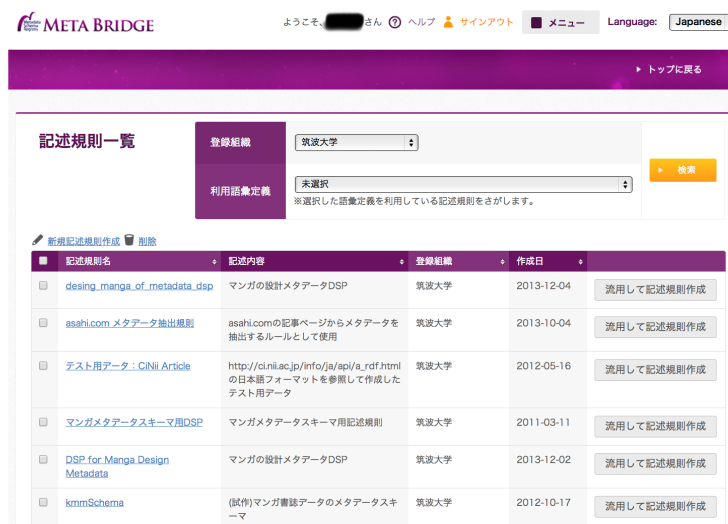 Metadata Schema Registry META BRIDGE
ようこそ、 さん ? ヘルプ サインアウト メニュー Language: Japanese
トップに戻る
記述規則一覧
登録組織 筑波大学
検索
利用語彙定義 未選択
※選択した語彙定義を利用している記述規則をさがします。
新規記述規則作成 削除
記述規則名 記述内容 登録組織 作成日
desing_manga_of_metadata_dsp マンガの設計メタデータDSP 筑波大学 2013-12-04 流用して記述規則作成
asahi.com メタデータ抽出規則 asahi.comの記事ページからメタデータを 筑波大学 2013-10-04 流用して記述規則作成
抽出するルールとして使用
テスト用データ：CiNii Article http://ci.nii.ac.jp/info/ja/api/a_rdf.html 筑波大学 2012-05-16 流用して記述規則作成
の日本語フォーマットを参照して作成した
テスト用データ
マンガメタデータスキーマ用DSP マンガメタデータスキーマ用記述規則 筑波大学 2011-03-11 流用して記述規則作成
DSP for Manga Design マンガの設計メタデータDSP 筑波大学 2013-12-02 流用して記述規則作成
Metadata
kmmSchema (試作)マンガ書誌データのメタデータスキ 筑波大学 2012-10-17 流用して記述規則作成
ーマ